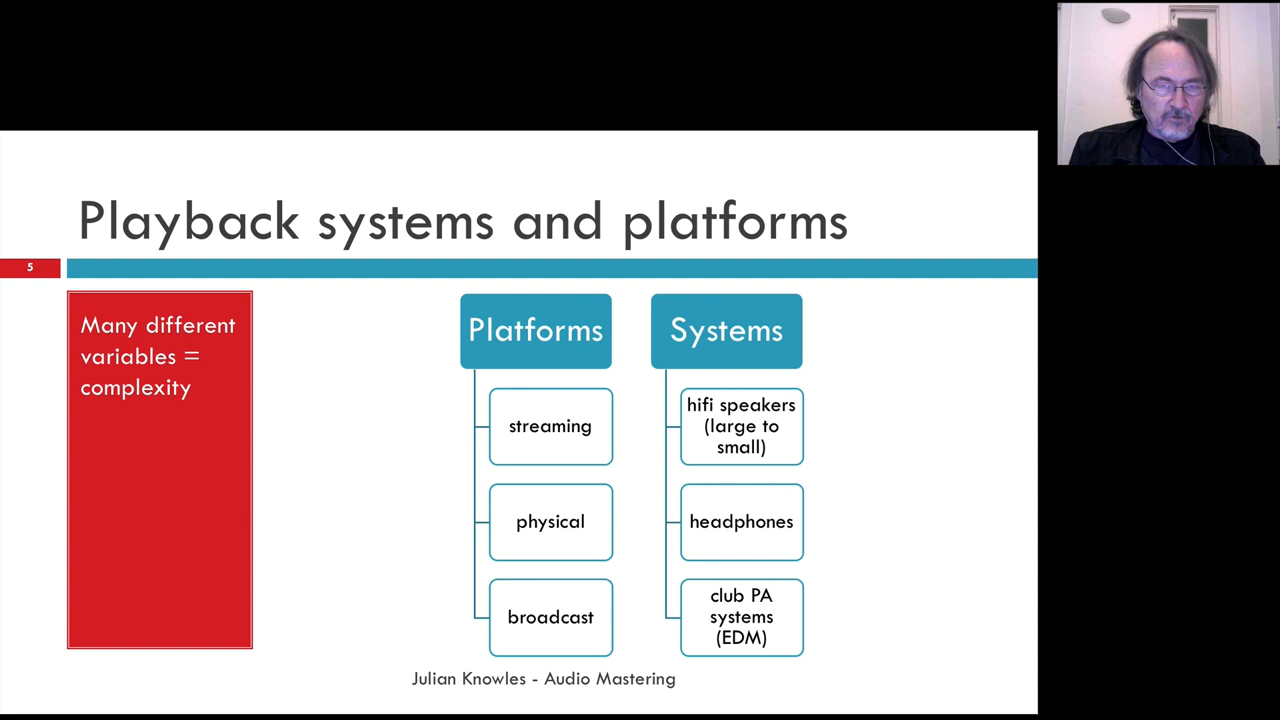 Playback systems and platforms
5
Many different
variables =
complexity
Platforms
streaming
physical
broadcast
Systems
hifi speakers
(large to
small)
headphones
club PA
systems
(EDM)
Julian Knowles - Audio Mastering